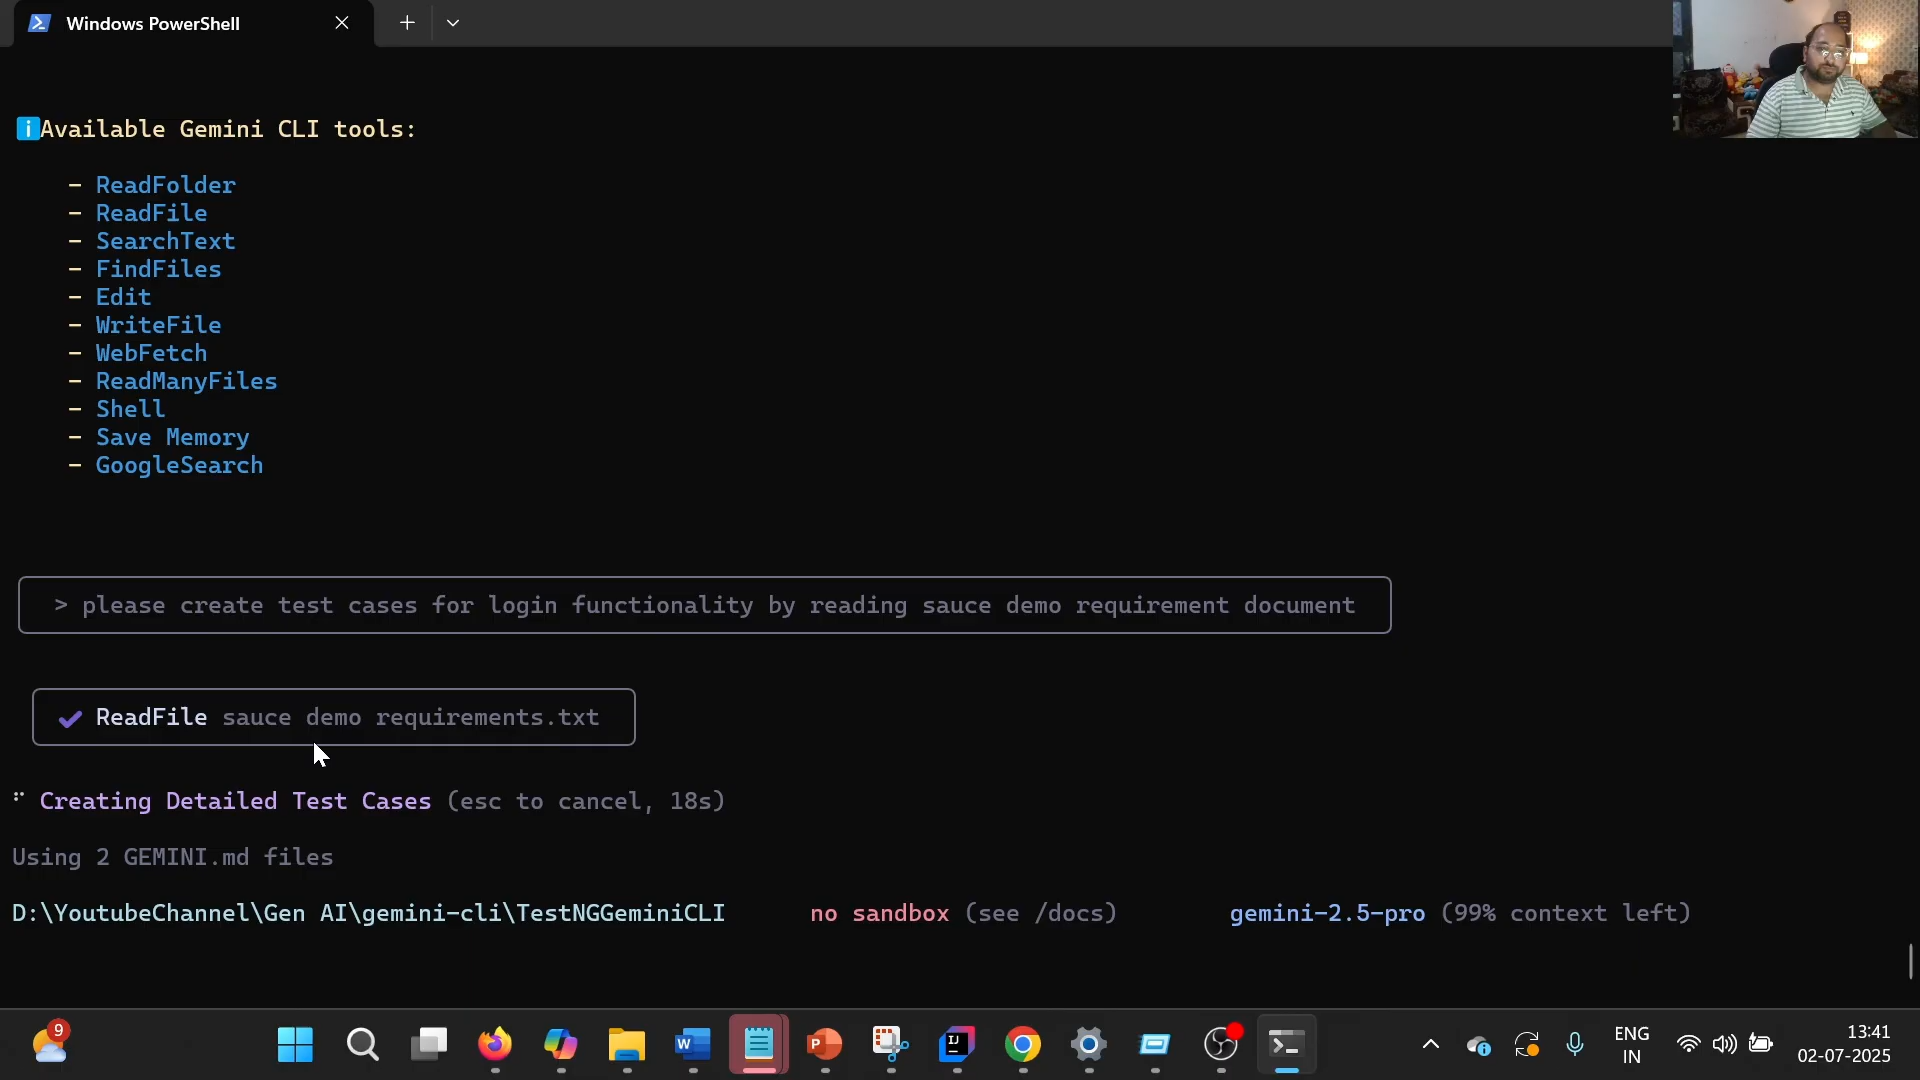 Windows PowerShell
Available Gemini CLI tools:
- ReadFolder
- ReadFile
- SearchText
- FindFiles
- Edit
- WriteFile
- WebFetch
- ReadManyFiles
- Shell
- Save Memory
- GoogleSearch
> please create test cases for login functionality by reading sauce demo requirement document
ReadFile sauce demo requirements.txt
Creating Detailed Test Cases (esc to cancel, 18s)
Using 2 GEMINI.md files
D:\YoutubeChannel\Gen AI\gemini-cli\TestNGGeminiCLI no sandbox (see /docs) gemini-2.5-pro (99% context left)
9
ENG
IN
13:41
02-07-2025